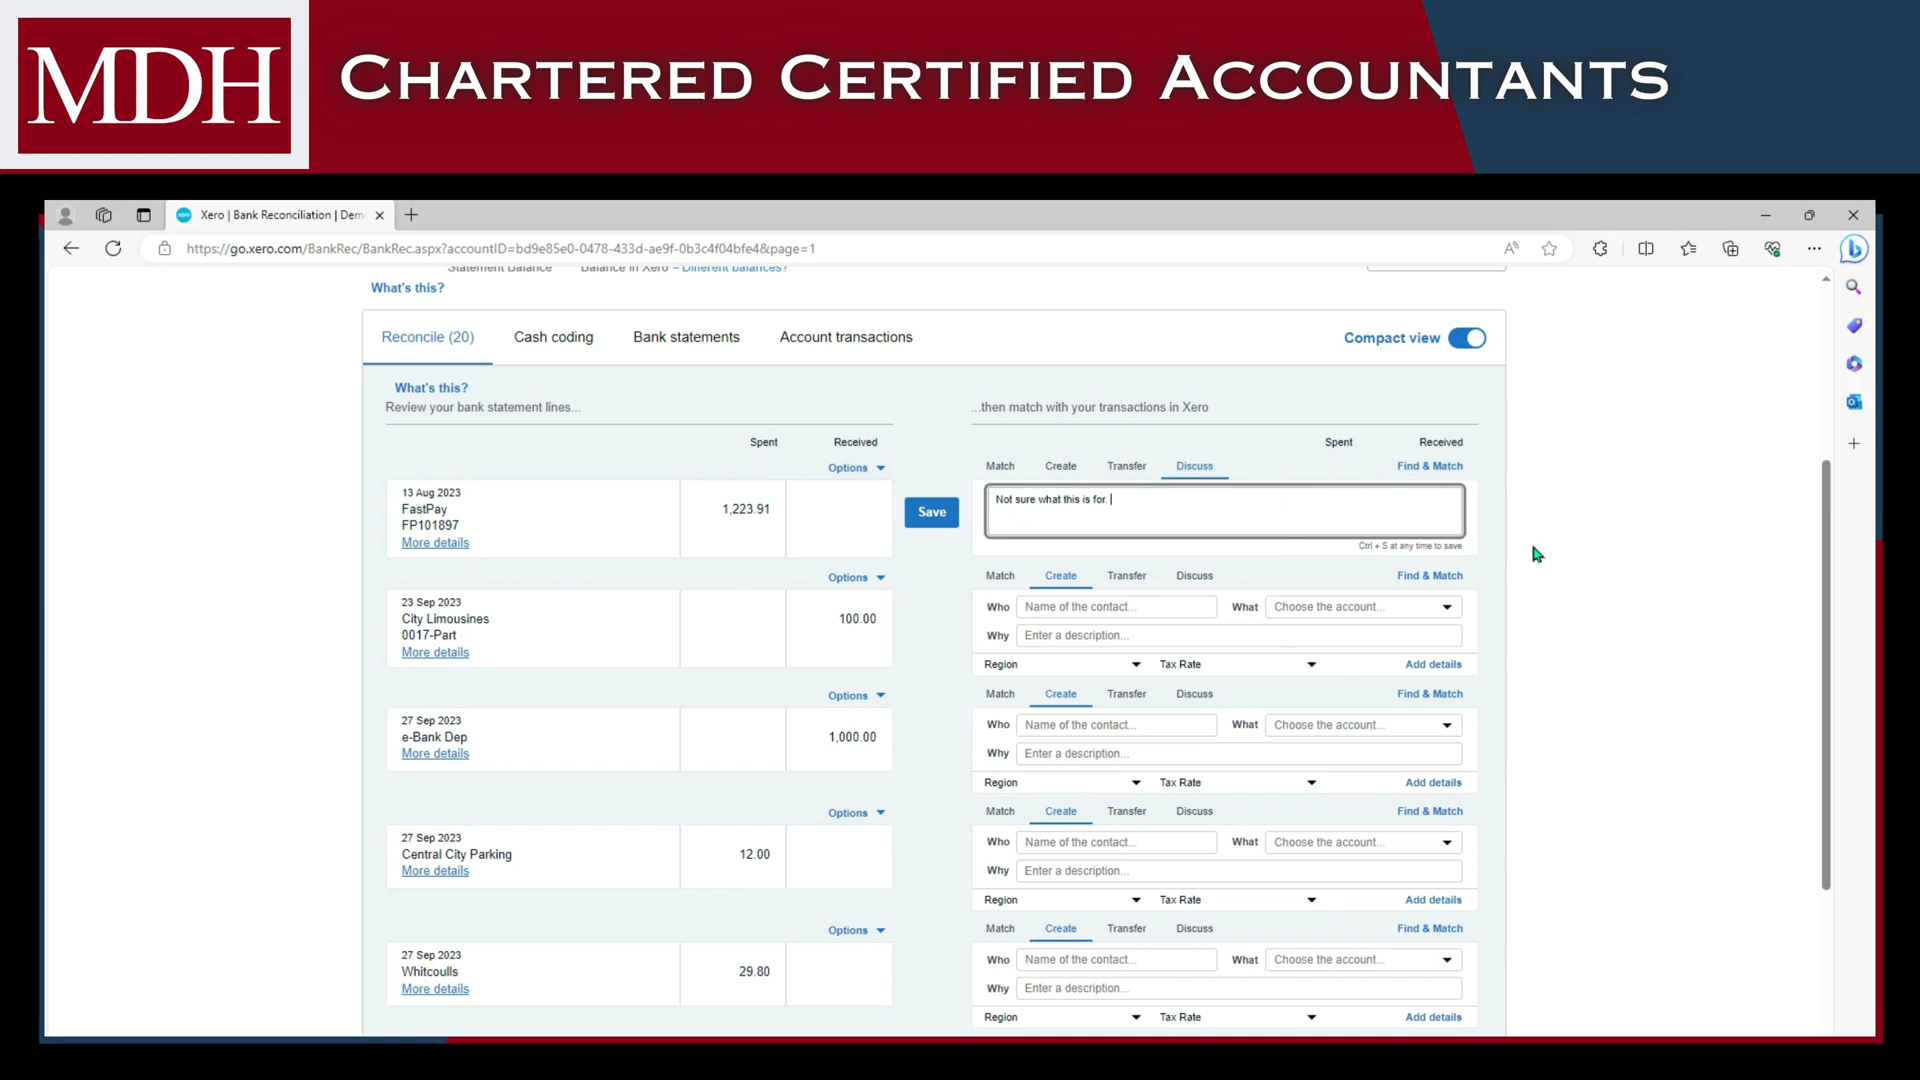 MDH
CHARTERED CERTIFIED ACCOUNTANTS
Xero | Bank Reconciliation | Dem
https://go.xero.com/BankRec/BankRec.aspx?accountID=bd9e85e0-0478-433d-ae9f-0b3c4f04bfe4&page=1
Statement Balance Balance in Xero – Different balances?
What's this?
Reconcile (20) Cash coding Bank statements Account transactions Compact view
What's this?
Review your bank statement lines... ...then match with your transactions in Xero
Spent Received Spent Received
Options Match Create Transfer Discuss Find & Match
13 Aug 2023
FastPay
FP101897
More details
1,223.91
Save
Not sure what this is for.
Ctrl + S at any time to save
Options Match Create Transfer Discuss Find & Match
23 Sep 2023
City Limousines
0017-Part
More details
100.00
Who Name of the contact... What Choose the account...
Why Enter a description...
Region Tax Rate Add details
Options Match Create Transfer Discuss Find & Match
27 Sep 2023
e-Bank Dep
More details
1,000.00
Who Name of the contact... What Choose the account...
Why Enter a description...
Region Tax Rate Add details
Options Match Create Transfer Discuss Find & Match
27 Sep 2023
Central City Parking
More details
12.00
Who Name of the contact... What Choose the account...
Why Enter a description...
Region Tax Rate Add details
Options Match Create Transfer Discuss Find & Match
27 Sep 2023
Whitcoulls
More details
29.80
Who Name of the contact... What Choose the account...
Why Enter a description...
Region Tax Rate Add details